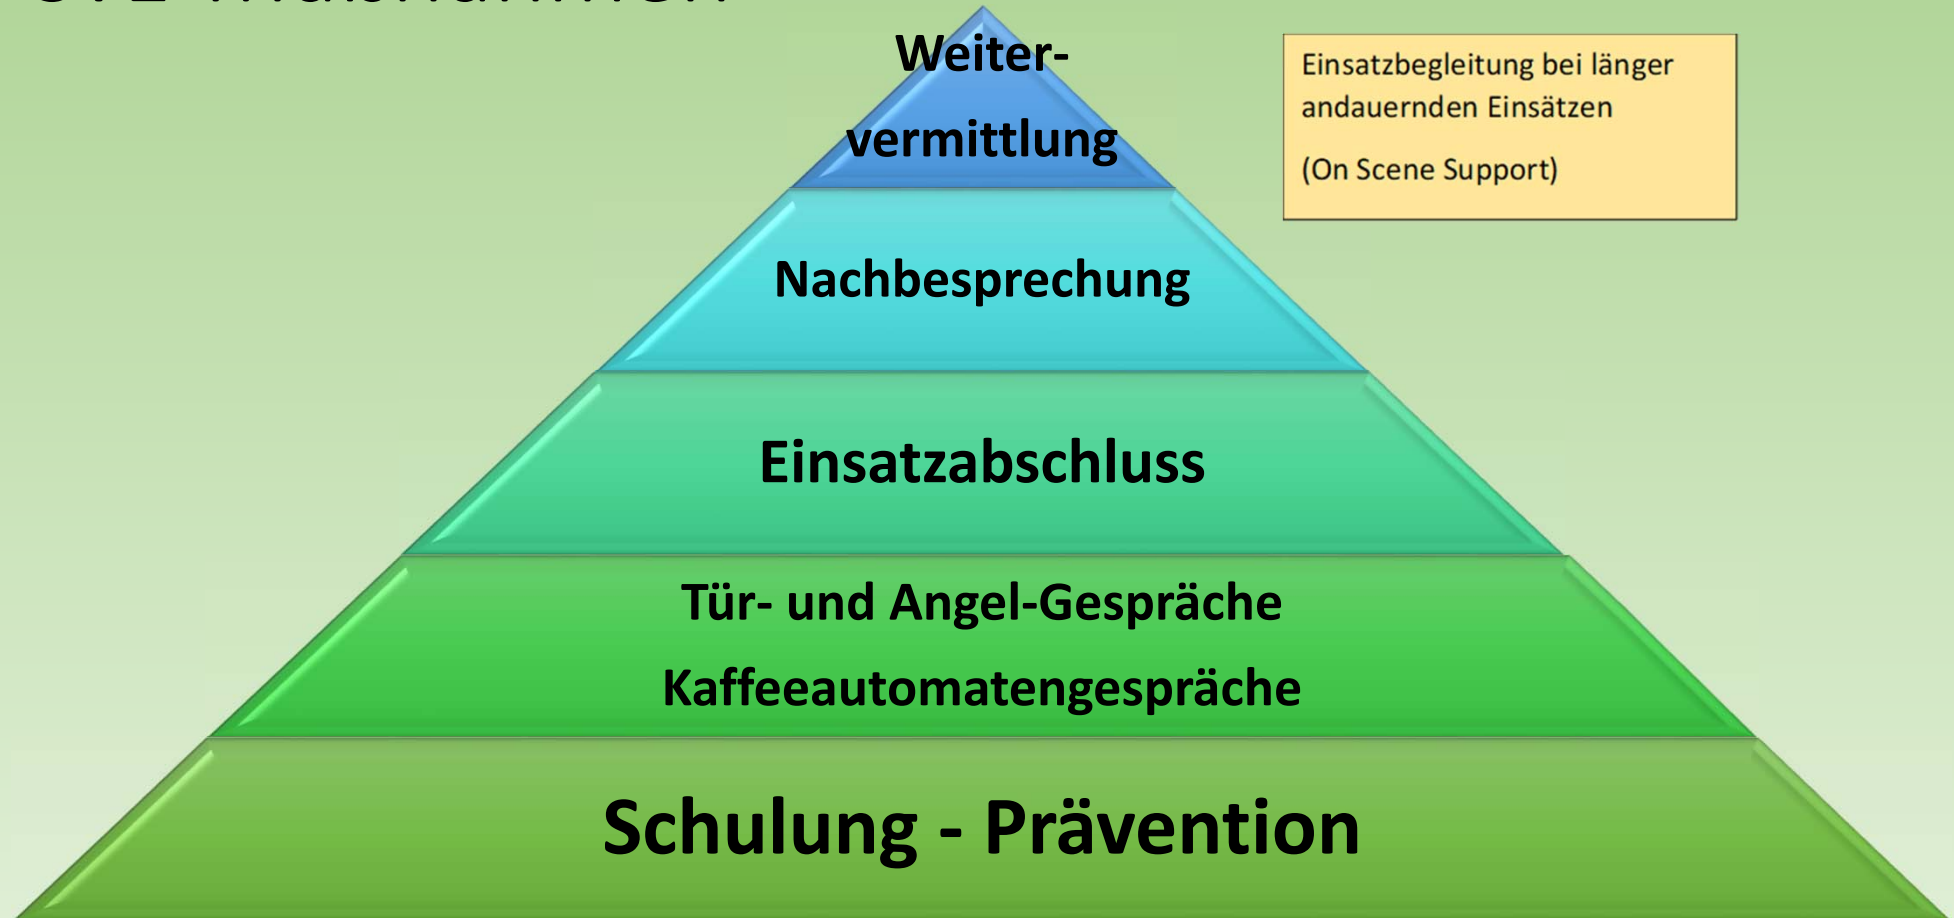 Weiter-
vermittlung
Einsatzbegleitung bei länger
andauernden Einsätzen
(On Scene Support)
Nachbesprechung
Einsatzabschluss
Tür- und Angel-Gespräche
Kaffeeautomatengespräche
Schulung - Prävention